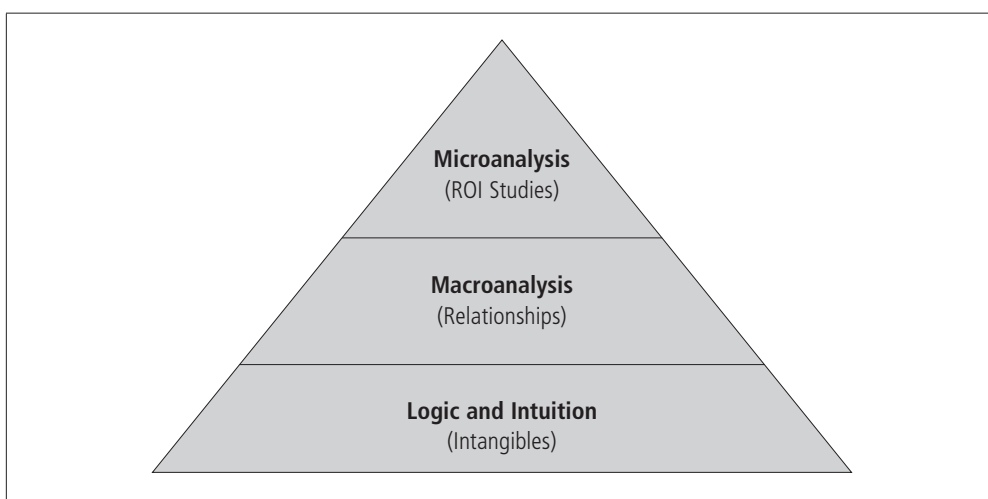 Microanalysis
(ROI Studies)
Macroanalysis
(Relationships)
Logic and Intuition
(Intangibles)